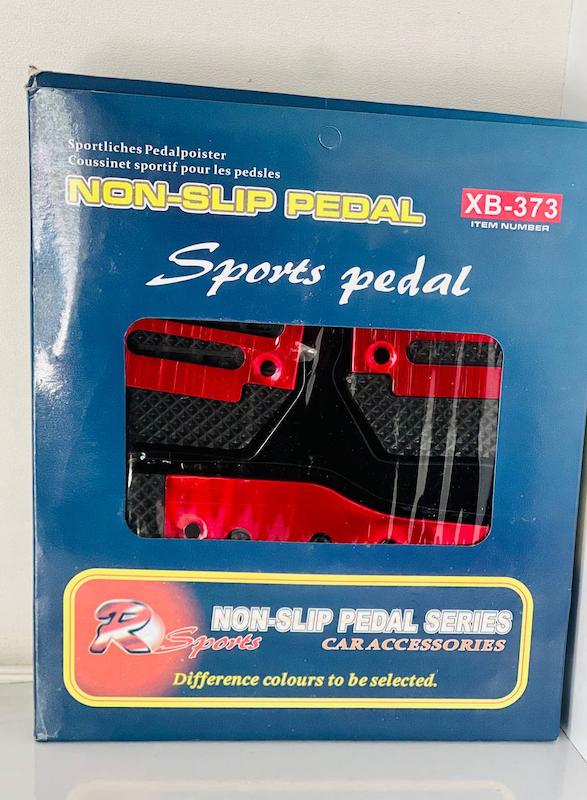 Sportliches Pedalpoister
Coussinet sportif pour les pedsles
NON-SLIP PEDAL
XB-373
ITEM NUMBER
Sports pedal
R Sports
NON-SLIP PEDAL SERIES
CAR ACCESSORIES
Difference colours to be selected.